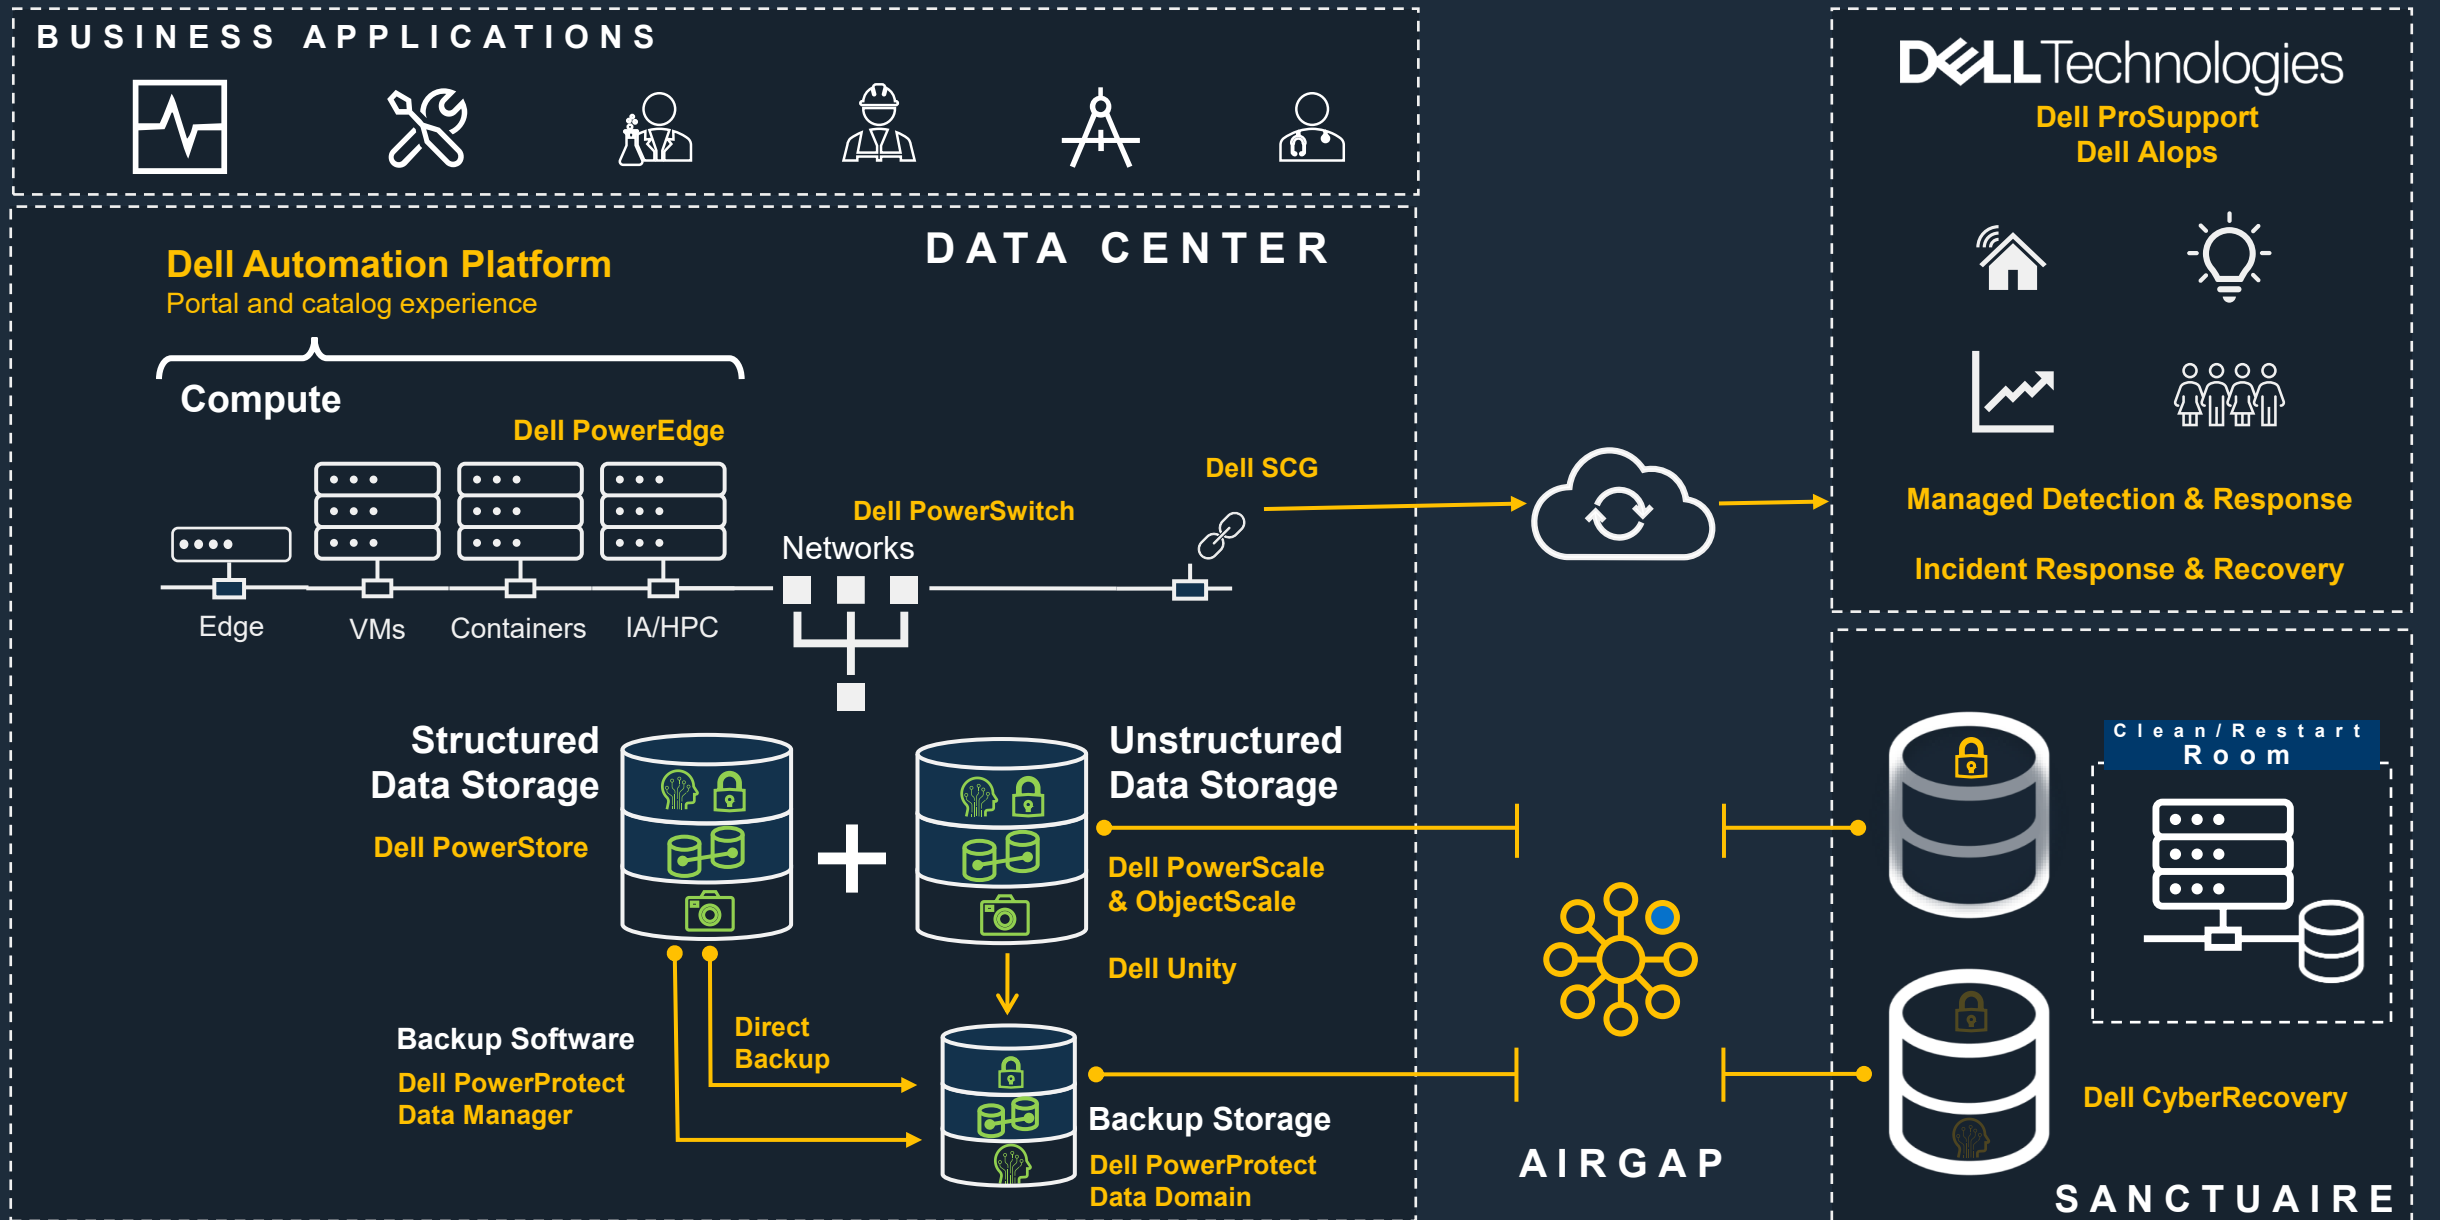 BUSINESS APPLICATIONS
DELLTechnologies
Dell ProSupport
Dell AIops
Managed Detection & Response
Incident Response & Recovery
DATA CENTER
Dell Automation Platform
Portal and catalog experience
Compute
Dell PowerEdge
Dell SCG
Dell PowerSwitch
Networks
Edge
VMs
Containers
IA/HPC
Structured
Data Storage
Dell PowerStore
Unstructured
Data Storage
Dell PowerScale
& ObjectScale
Dell Unity
Backup Software
Dell PowerProtect
Data Manager
Direct
Backup
Backup Storage
Dell PowerProtect
Data Domain
AIRGAP
Clean/Restart
Room
Dell CyberRecovery
SANCTUAIRE